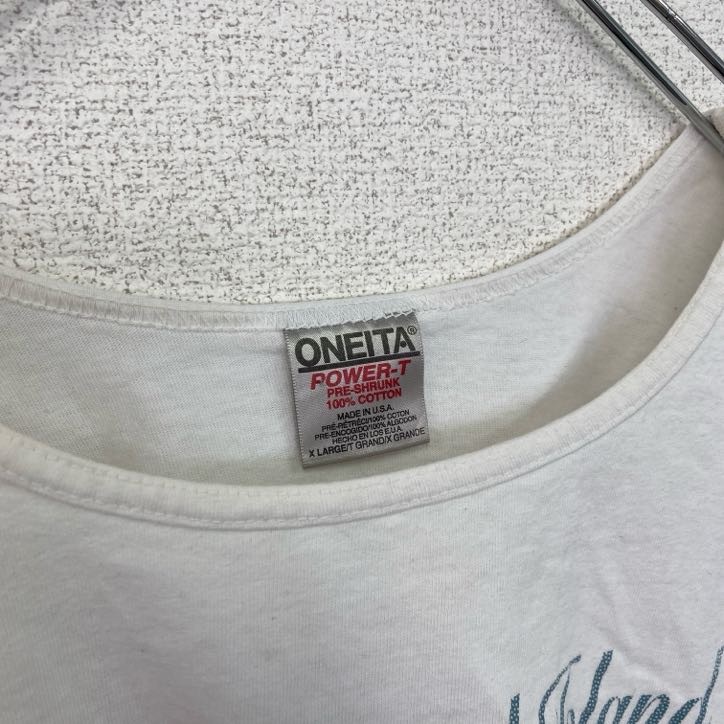 ONEITA®
POWER-T
PRE-SHRUNK
100% COTTON
MADE IN U.S.A.
PRÉ-RÉTRÉCI/100% COTON
PRE-ENCOGIDO/100% ALGODON
HECHO EN LOS E.U.A.
X LARGE/T GRAND/X GRANDE
Island